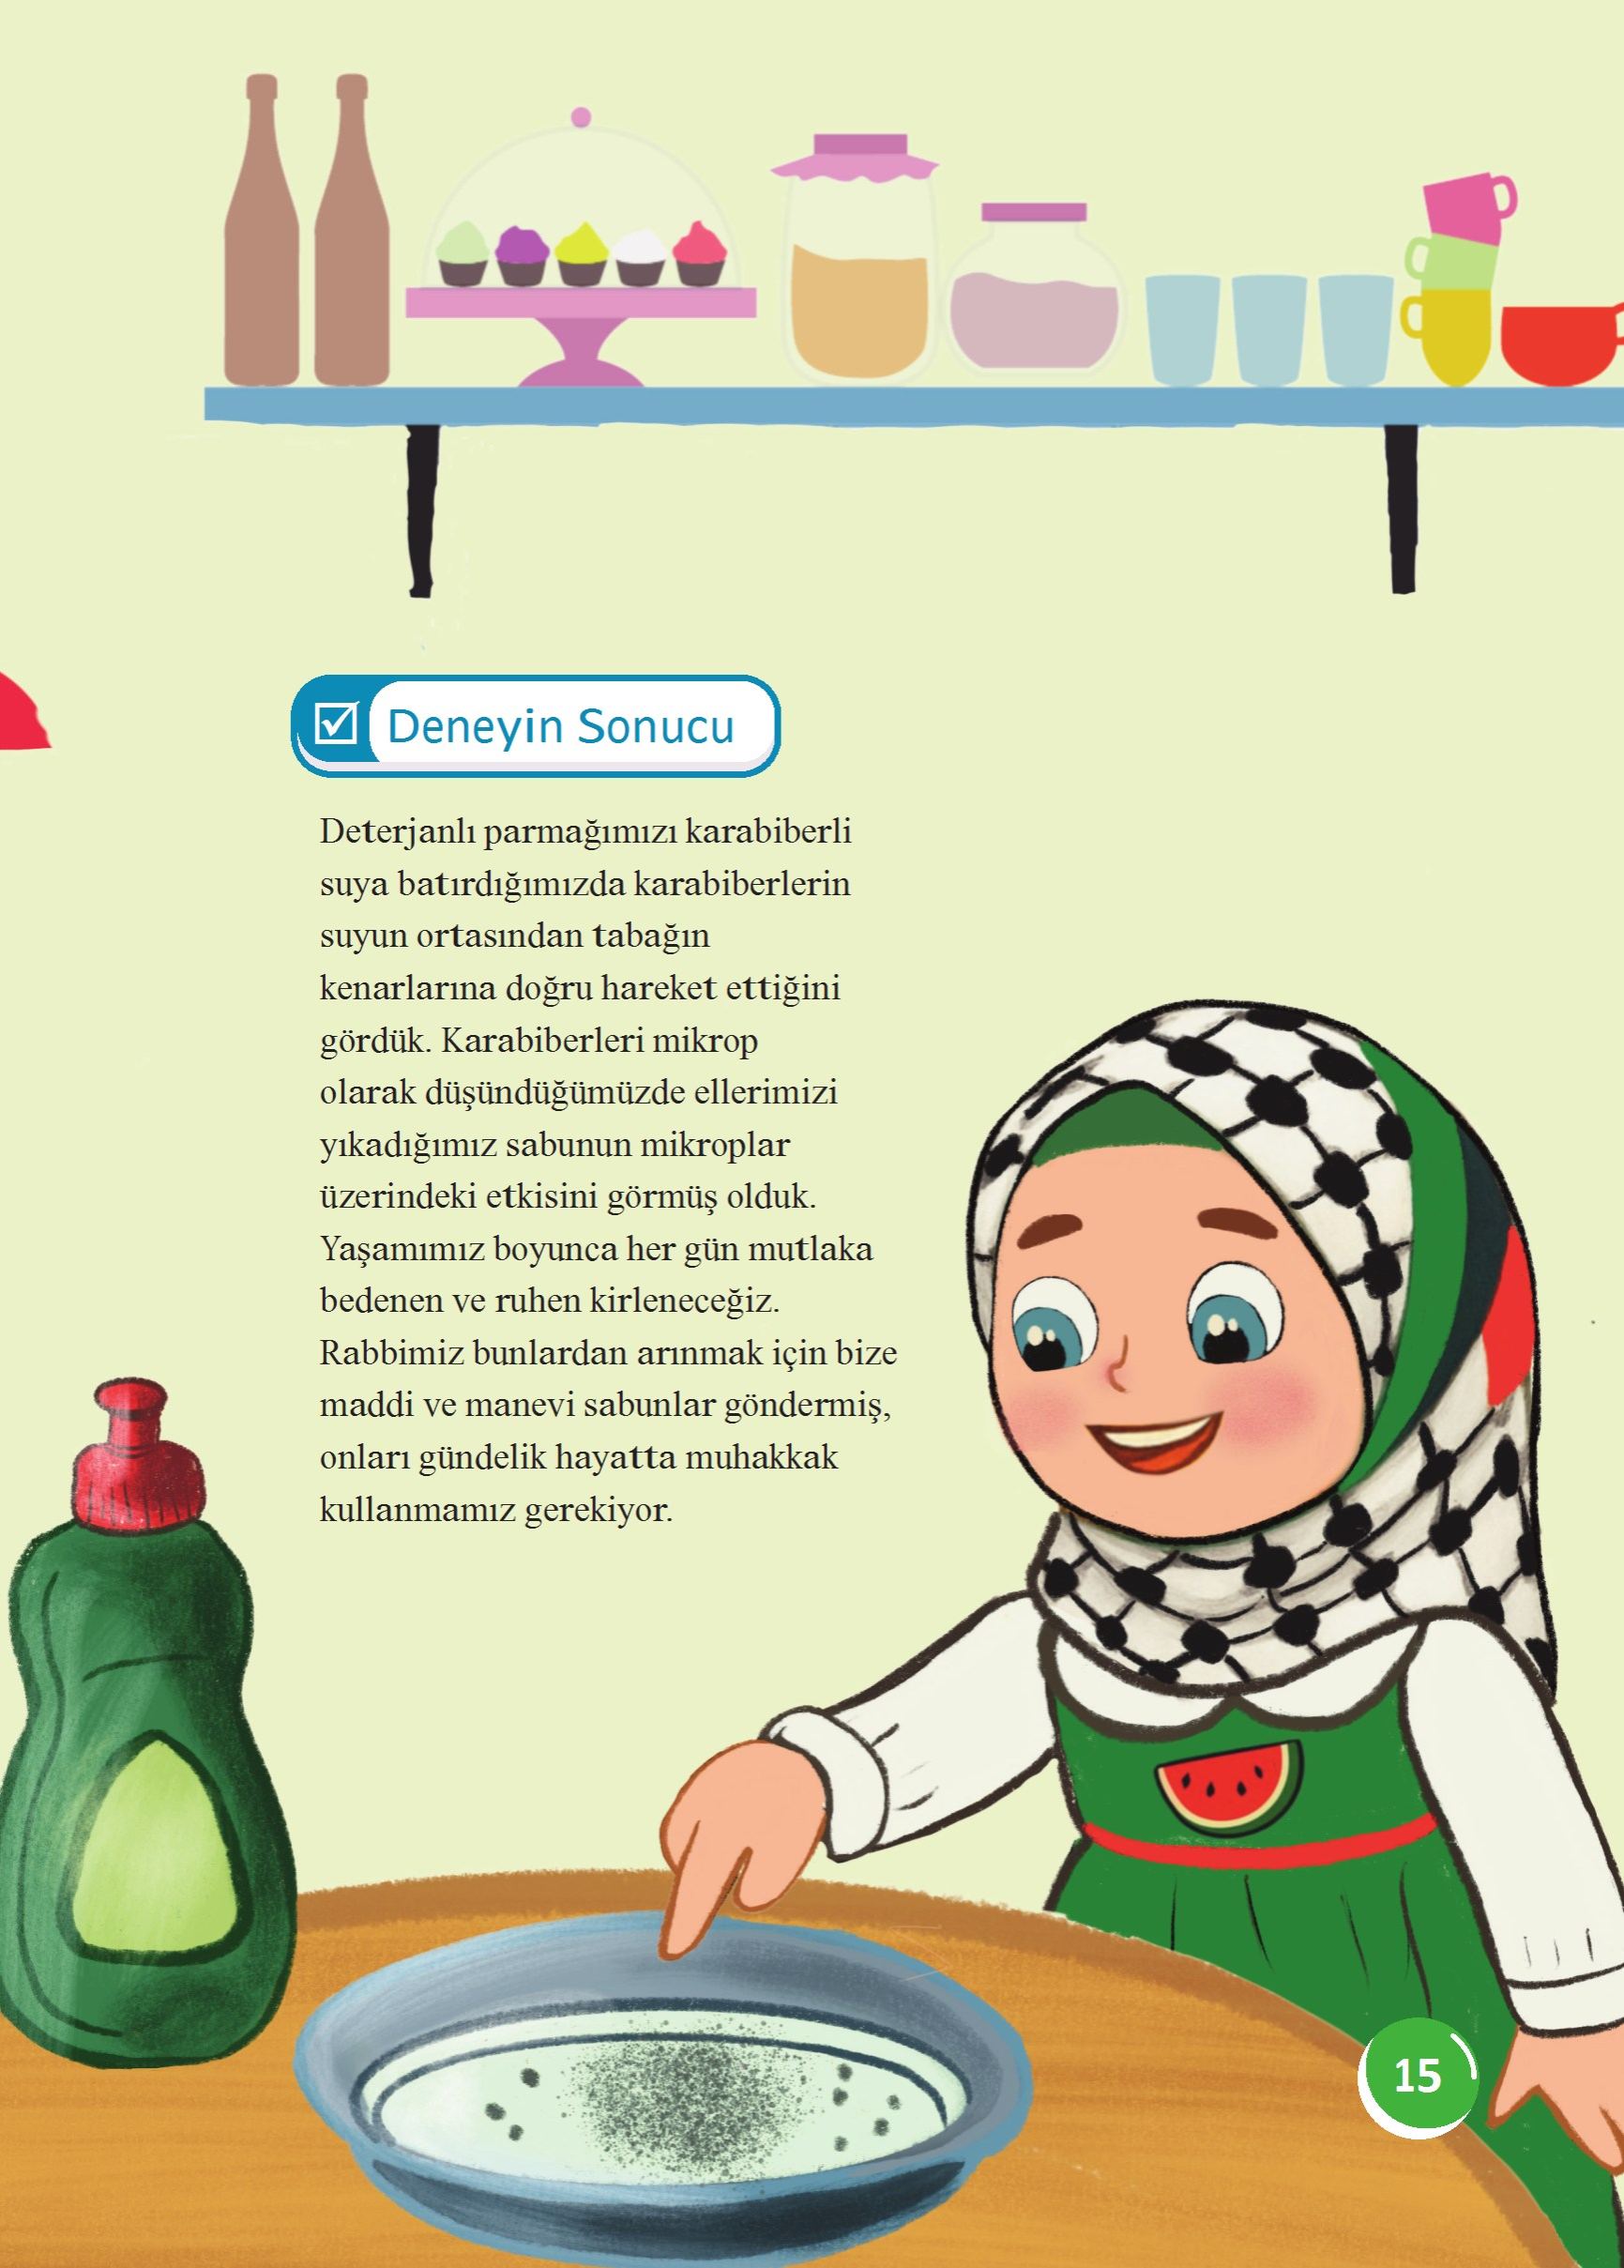 Deneyin Sonucu
Deterjanlı parmağımızı karabiberli
suya batırdığımızda karabiberlerin
suyun ortasından tabağın
kenarlarına doğru hareket ettiğini
gördük. Karabiberleri mikrop
olarak düşündüğümüzde ellerimizi
yıkadığımız sabunun mikroplar
üzerindeki etkisini görmüş olduk.
Yaşamımız boyunca her gün mutlaka
bedenen ve ruhen kirleneceğiz.
Rabbimiz bunlardan arınmak için bize
maddi ve manevi sabunlar göndermiş,
onları gündelik hayatta muhakkak
kullanmamız gerekiyor.
15